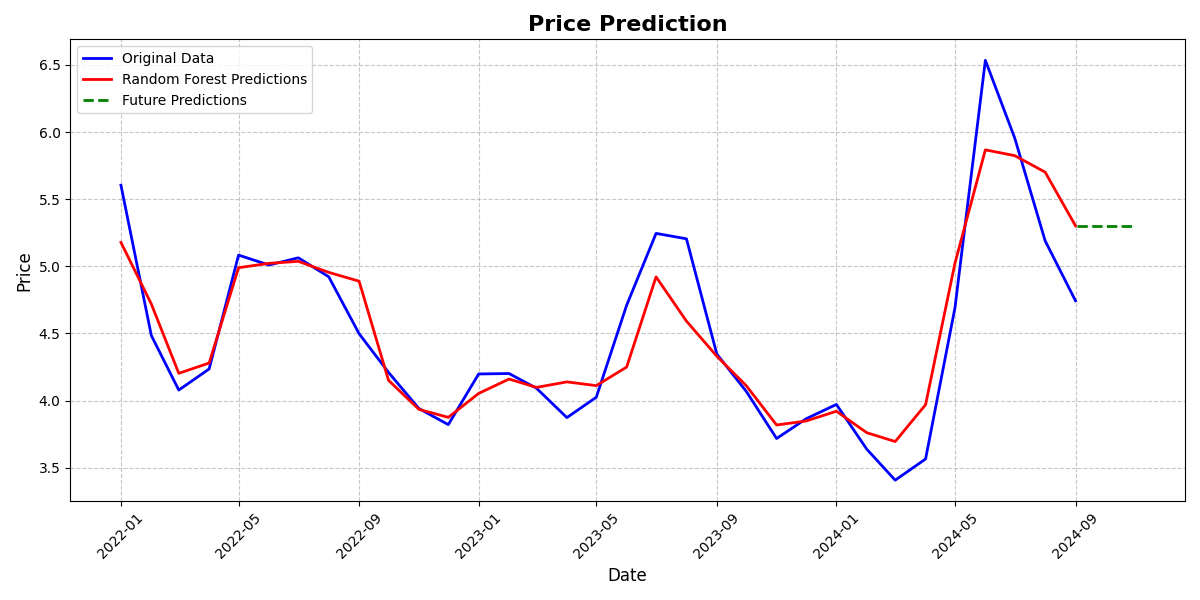 Price Prediction
Original Data
Random Forest Predictions
Future Predictions
Price
6.5
6.0
5.5
5.0
4.5
4.0
3.5
2022-01
2022-05
2022-09
2023-01
2023-05
2023-09
2024-01
2024-05
2024-09
Date